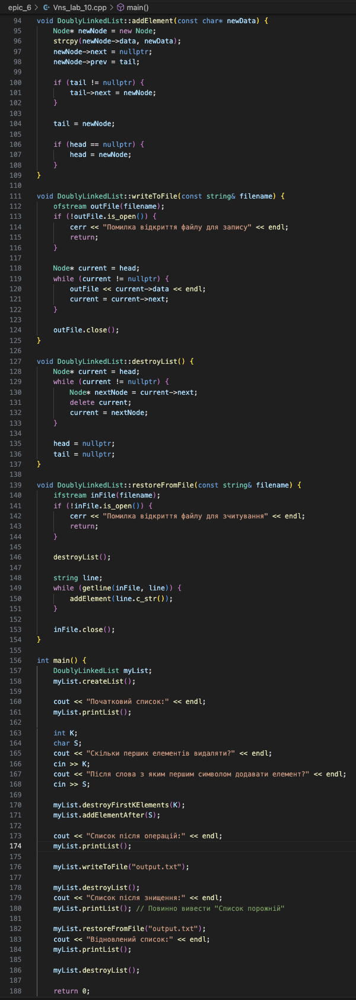 epic_6 > Vns_lab_10.cpp > main()
94 void DoublyLinkedList::addElement(const char* newData) {
95     Node* newNode = new Node;
96     strcpy(newNode->data, newData);
97     newNode->next = nullptr;
98     newNode->prev = tail;
99
100     if (tail != nullptr) {
101         tail->next = newNode;
102     }
103
104     tail = newNode;
105
106     if (head == nullptr) {
107         head = newNode;
108     }
109 }
110
111 void DoublyLinkedList::writeToFile(const string& filename) {
112     ofstream outFile(filename);
113     if (!outFile.is_open()) {
114         cerr << "Помилка відкриття файлу для запису" << endl;
115         return;
116     }
117
118     Node* current = head;
119     while (current != nullptr) {
120         outFile << current->data << endl;
121         current = current->next;
122     }
123
124     outFile.close();
125 }
126
127 void DoublyLinkedList::destroyList() {
128     Node* current = head;
129     while (current != nullptr) {
130         Node* nextNode = current->next;
131         delete current;
132         current = nextNode;
133     }
134
135     head = nullptr;
136     tail = nullptr;
137 }
138
139 void DoublyLinkedList::restoreFromFile(const string& filename) {
140     ifstream inFile(filename);
141     if (!inFile.is_open()) {
142         cerr << "Помилка відкриття файлу для зчитування" << endl;
143         return;
144     }
145
146     destroyList();
147
148     string line;
149     while (getline(inFile, line)) {
150         addElement(line.c_str());
151     }
152
153     inFile.close();
154 }
155
156 int main() {
157     DoublyLinkedList myList;
158     myList.createList();
159
160     cout << "Початковий список:" << endl;
161     myList.printList();
162
163     int K;
164     char S;
165     cout << "Скільки перших елементів видаляти?" << endl;
166     cin >> K;
167     cout << "Після слова з яким першим символом додавати елемент?" << endl;
168     cin >> S;
169
170     myList.destroyFirstKElements(K);
171     myList.addElementAfter(S);
172
173     cout << "Список після операцій:" << endl;
174     myList.printList();
175
176     myList.writeToFile("output.txt");
177
178     myList.destroyList();
179     cout << "Список після знищення:" << endl;
180     myList.printList(); // Повинно вивести "Список порожній"
181
182     myList.restoreFromFile("output.txt");
183     cout << "Відновлений список:" << endl;
184     myList.printList();
185
186     myList.destroyList();
187
188     return 0;